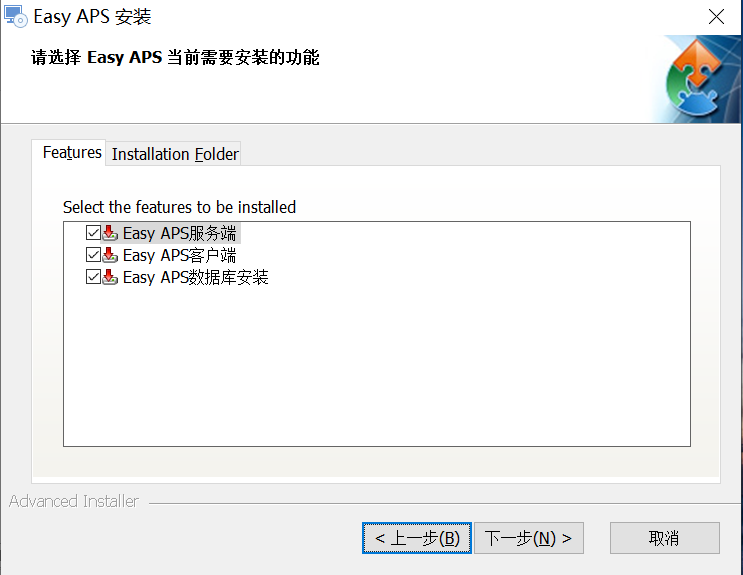 Easy APS 安装
请选择 Easy APS 当前需要安装的功能
Features
Installation Folder
Select the features to be installed
Easy APS服务端
Easy APS客户端
Easy APS数据库安装
Advanced Installer
< 上一步(B)
下一步(N) >
取消